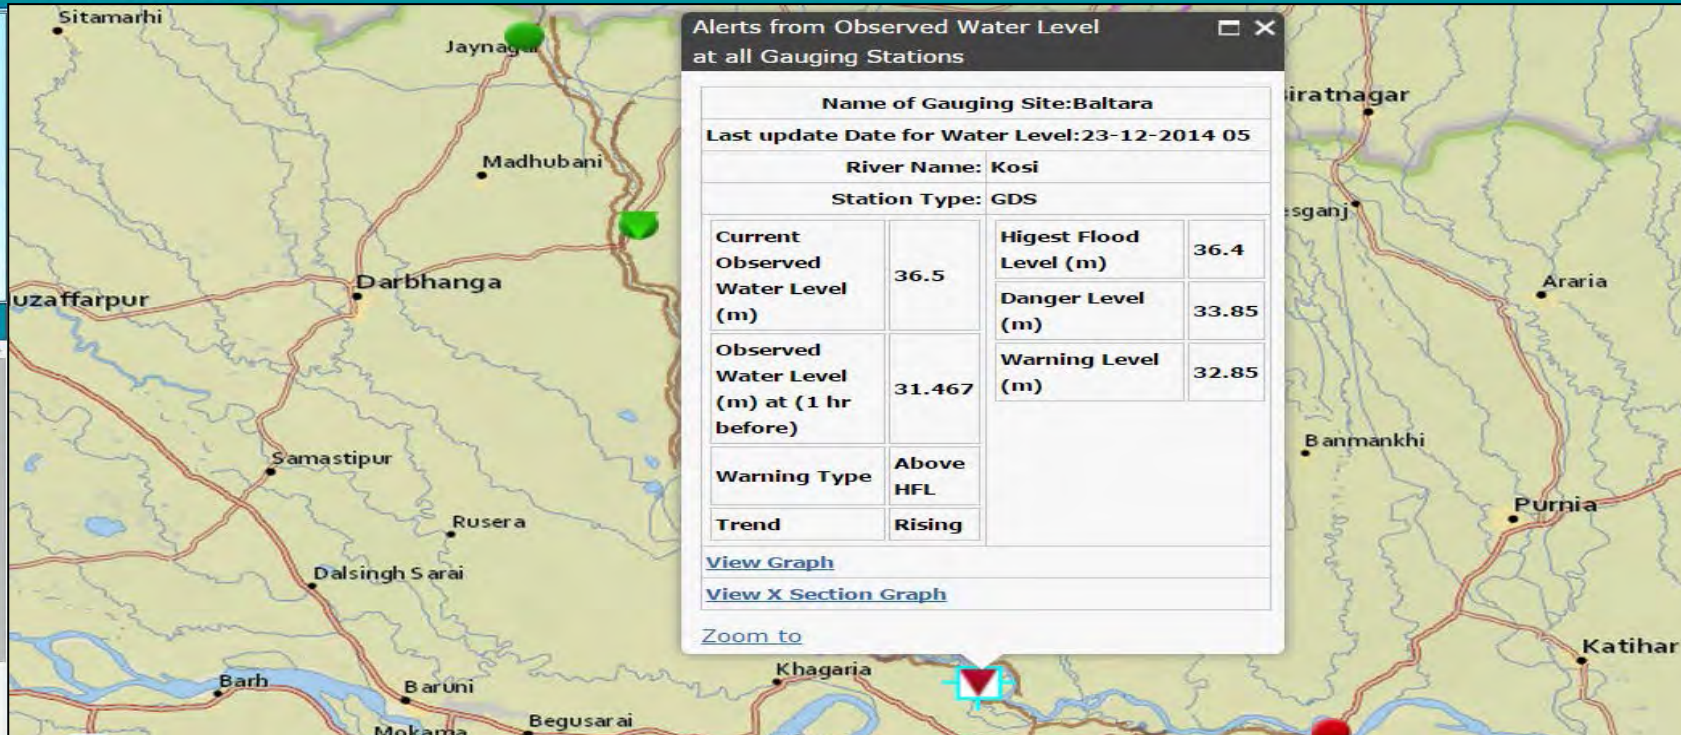 Sitamarhi
Jaynagar
Madhubani
Darbhanga
uzaffarpur
Samastipur
Rusera
Dalsingh Sarai
Barh
Baruni
Mokama
Begusarai
Khagaria
Alerts from Observed Water Level
at all Gauging Stations
Name of Gauging Site:Baltara
Last update Date for Water Level:23-12-2014 05
River Name: Kosi
Station Type: GDS
Current
Observed
Water Level
(m)
36.5
Observed
Water Level
(m) at (1 hr
before)
31.467
Warning Type
Above
HFL
Trend
Rising
Higest Flood
Level (m)
36.4
Danger Level
(m)
33.85
Warning Level
(m)
32.85
View Graph
View X Section Graph
Zoom to
iratnagar
esganj
Araria
Banmankhi
Purnia
Katihar